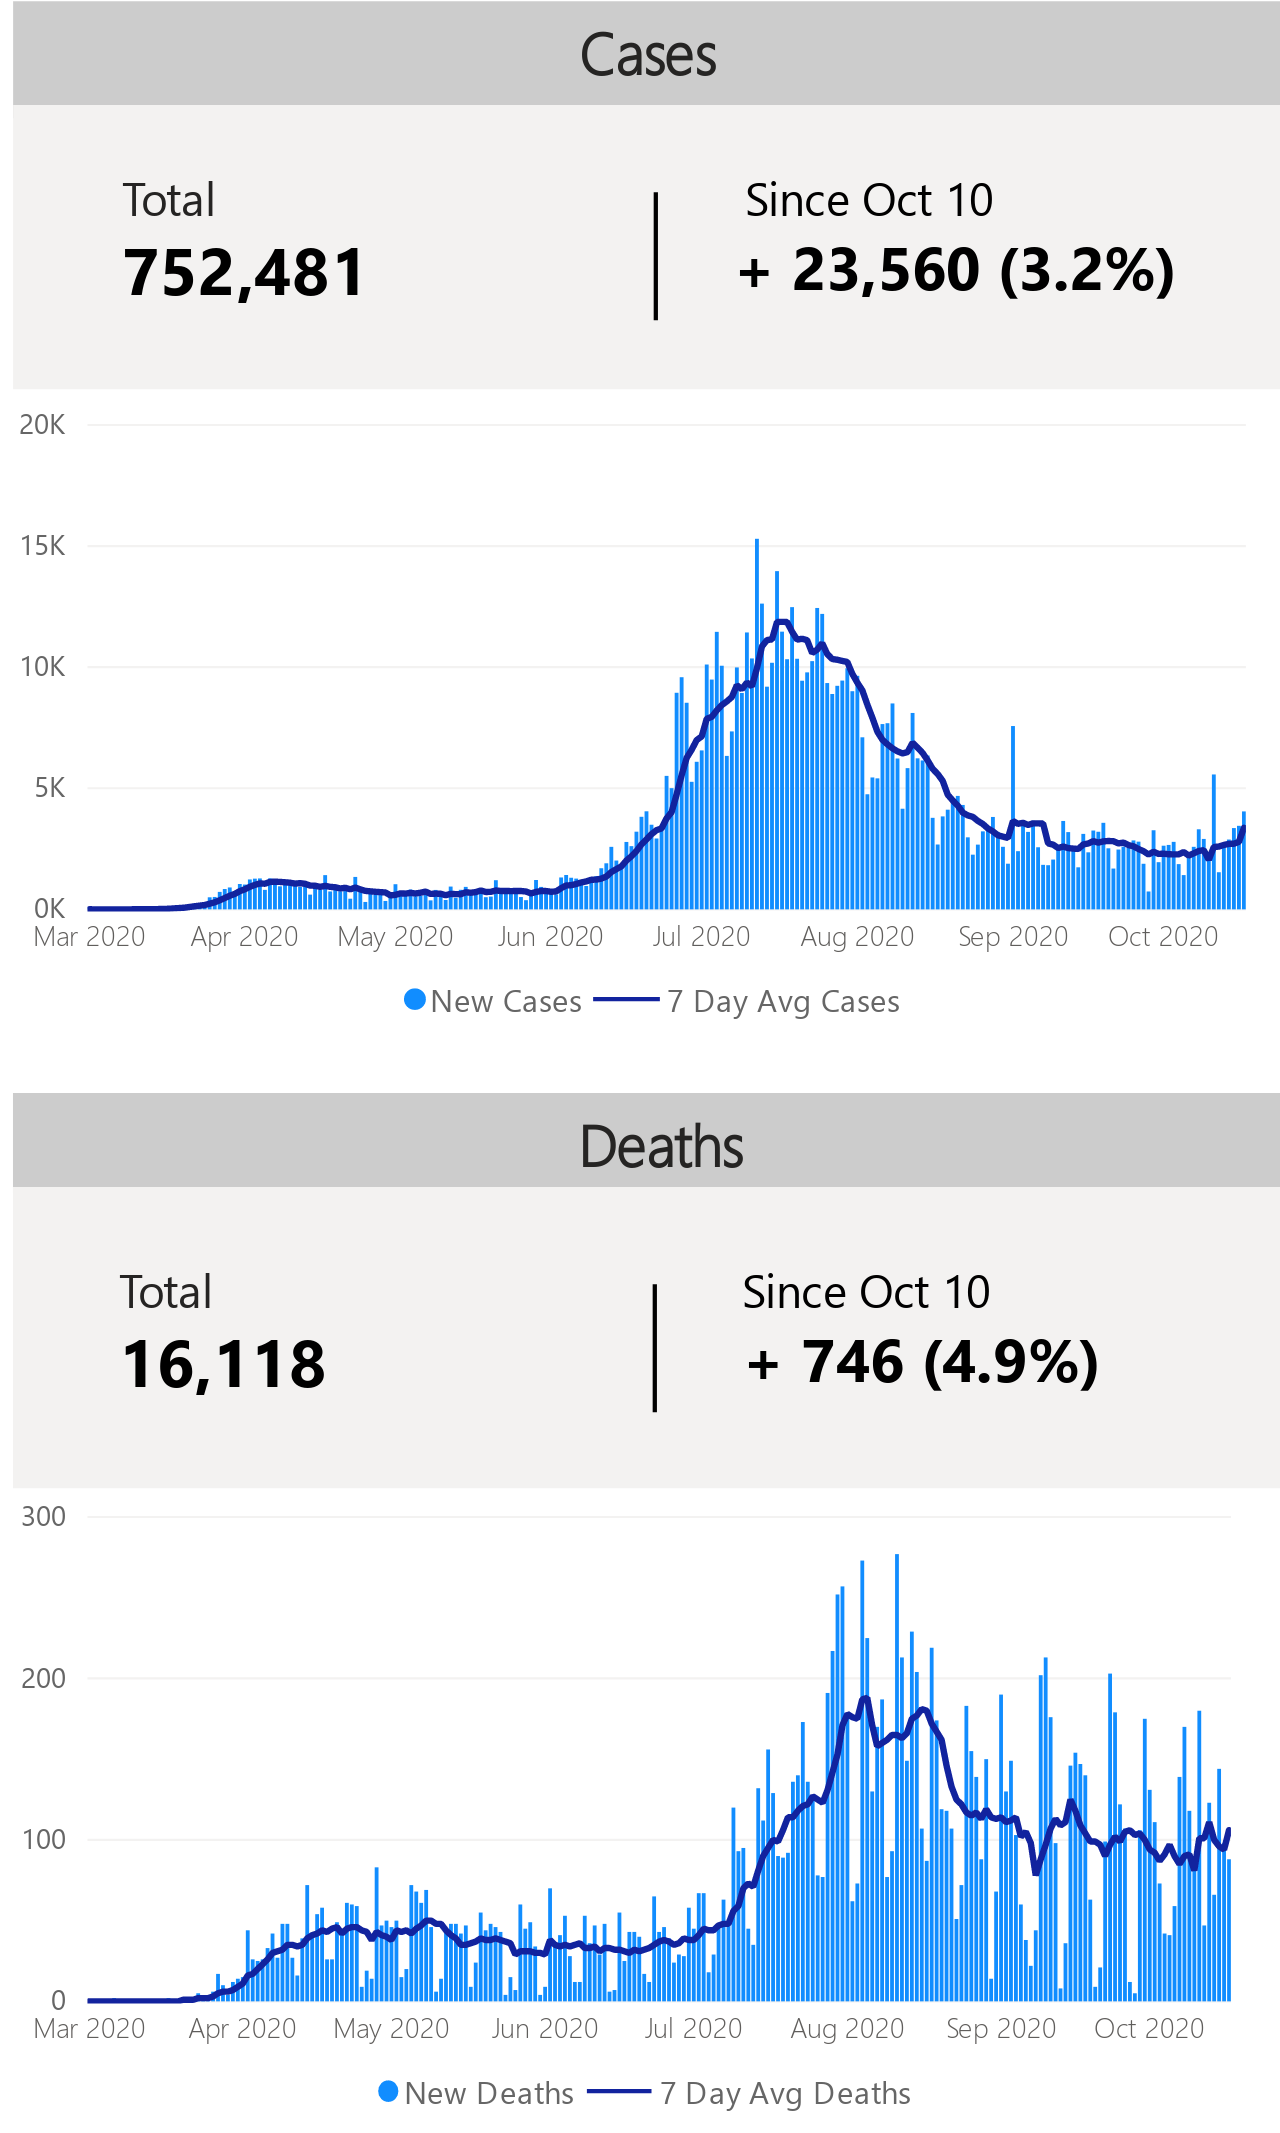 Cases
Total
Since Oct 10
752,481
+ 23,560 (3.2%)
20K
15K
10K
5K
0K
Mar 2020 Apr 2020 May 2020 Jun 2020 Jul 2020 Aug 2020 Sep 2020 Oct 2020
New Cases 7 Day Avg Cases
Deaths
Total
Since Oct 10
16,118
+ 746 (4.9%)
300
200
100
0
Mar 2020 Apr 2020 May 2020 Jun 2020 Jul 2020 Aug 2020 Sep 2020 Oct 2020
New Deaths 7 Day Avg Deaths